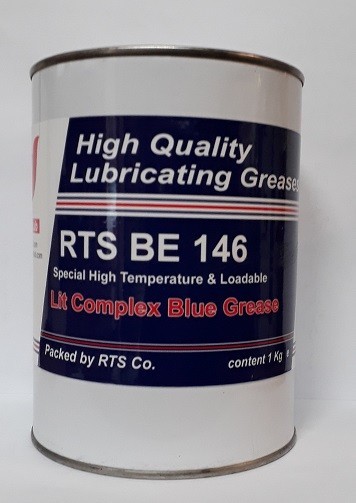 High Quality
Lubricating Greases
RTS BE 146
Special High Temperature & Loadable
Lit Complex Blue Grease
Packed by RTS Co.
content 1 Kg e